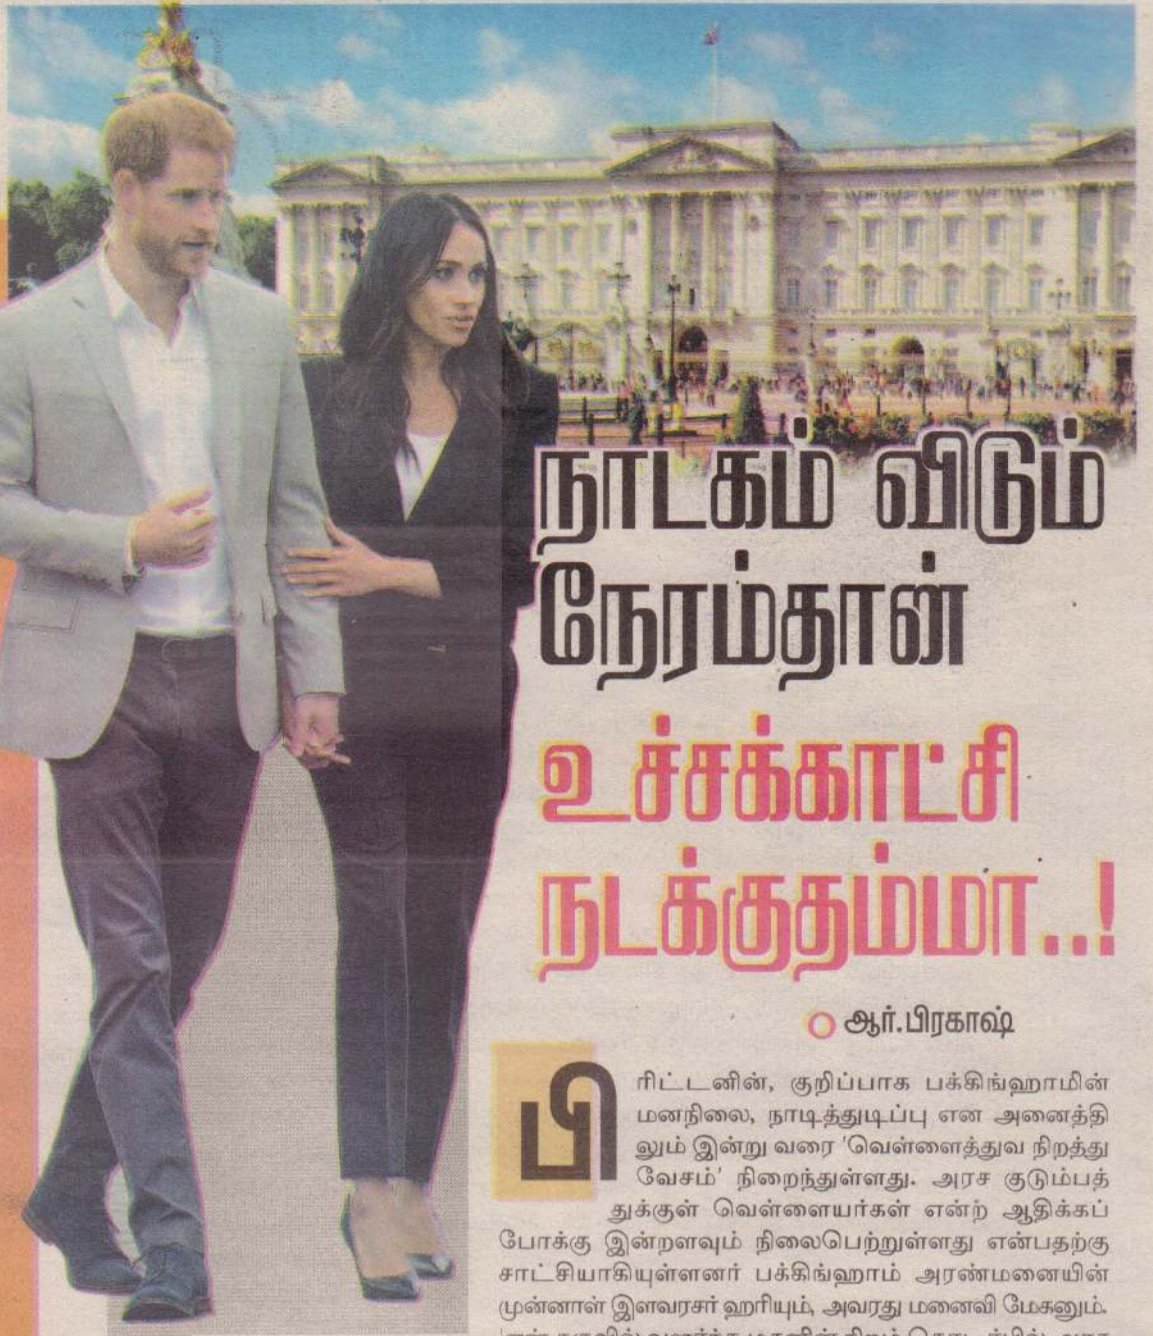 நாடகம் விடும்
நேரம்தான்
உச்சக்காட்சி
நடக்குதம்மா..!
ஆர்.பிரகாஷ்
பிரிட்டனின், குறிப்பாக பக்கிங்ஹாமின்
மனநிலை, நாடித்துடிப்பு என அனைத்தி
லும் இன்று வரை 'வெள்ளைத்துவ நிறத்து
வேசம்' நிறைந்துள்ளது. அரச குடும்பத்
துக்குள் வெள்ளையர்கள் என்ற் ஆதிக்கப்
போக்கு இன்றளவும் நிலைபெற்றுள்ளது என்பதற்கு
சாட்சியாகியுள்ளனர் பக்கிங்ஹாம் அரண்மனையின்
முன்னாள் இளவரசர் ஹரியும், அவரது மனைவி மேகனும்.